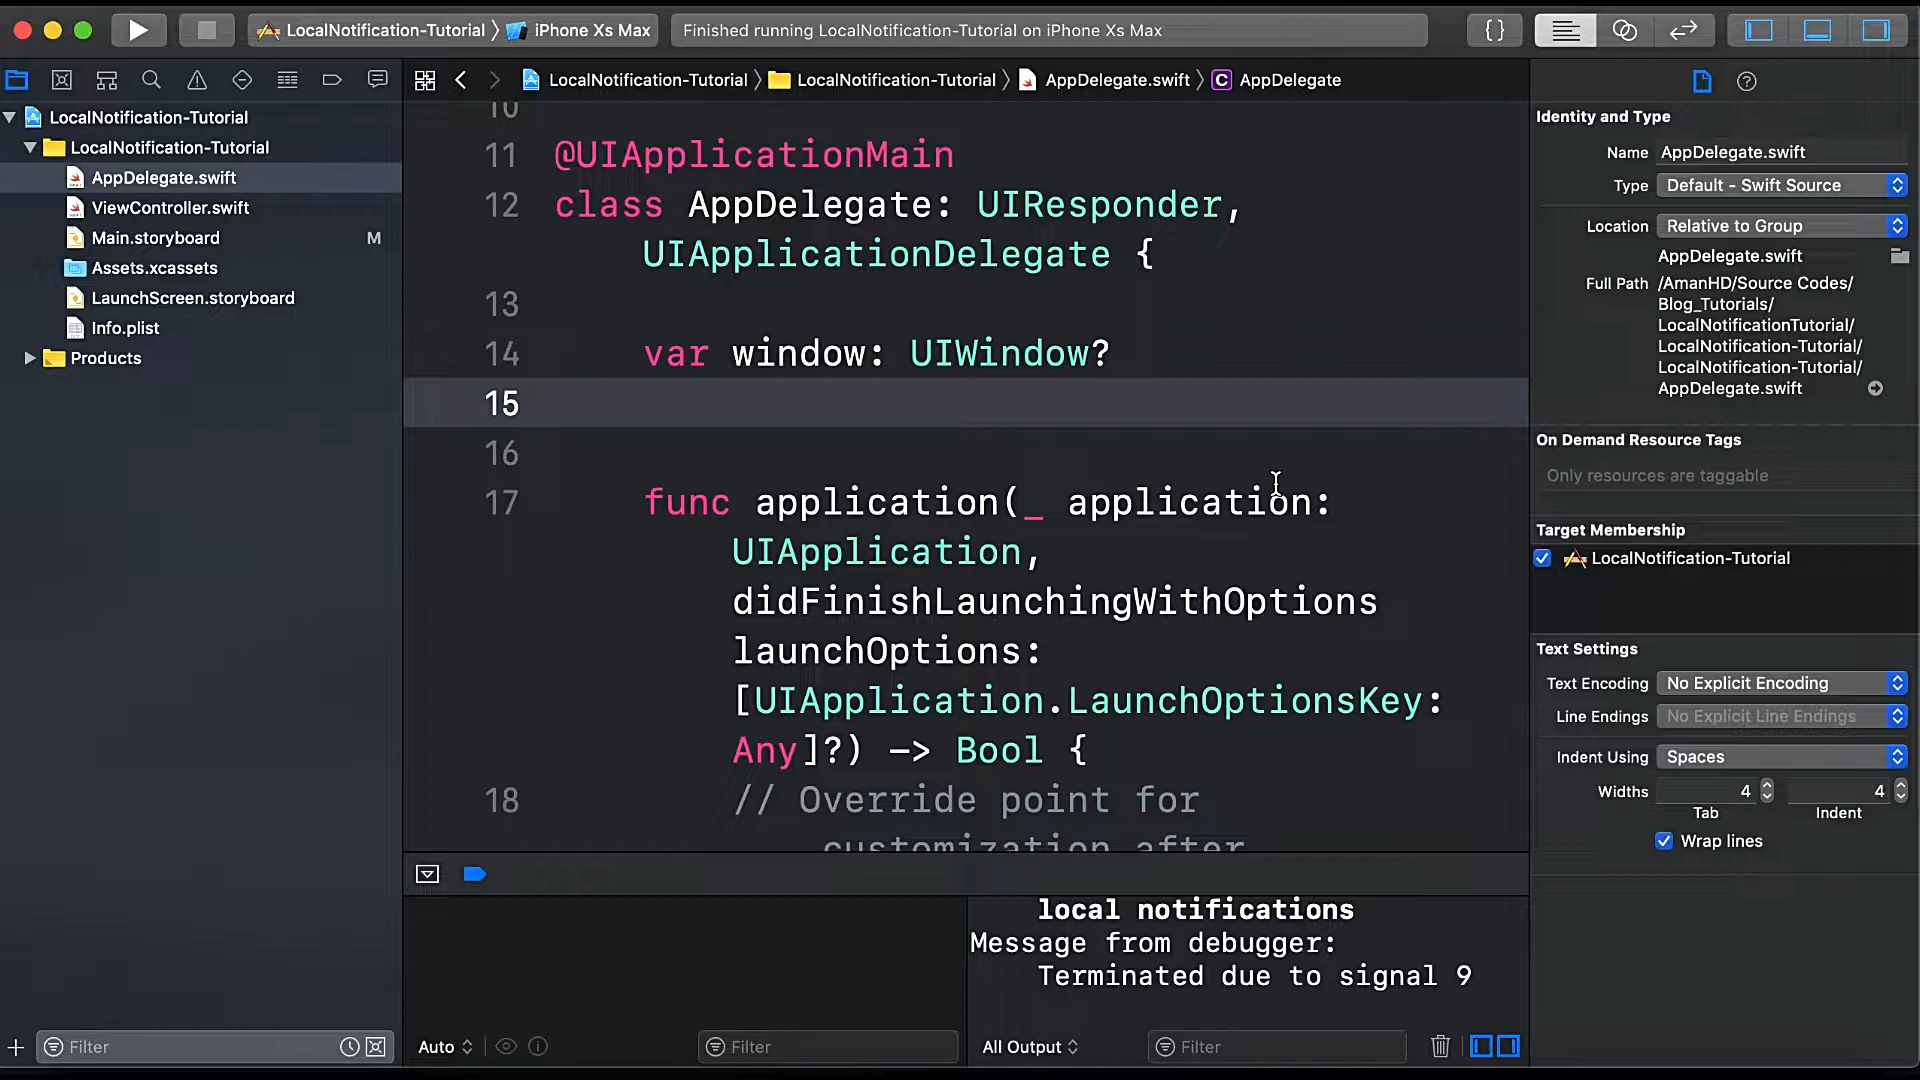 LocalNotification-Tutorial
iPhone Xs Max
Finished running LocalNotification-Tutorial on iPhone Xs Max
{}
LocalNotification-Tutorial
LocalNotification-Tutorial
AppDelegate.swift
C AppDelegate
LocalNotification-Tutorial
LocalNotification-Tutorial
AppDelegate.swift
ViewController.swift
Main.storyboard M
Assets.xcassets
LaunchScreen.storyboard
Info.plist
Products
Filter
10
11 @UIApplicationMain
12 class AppDelegate: UIResponder,
UIApplicationDelegate {
13
14 var window: UIWindow?
15
16
17 func application(_ application:
UIApplication,
didFinishLaunchingWithOptions
launchOptions:
[UIApplication.LaunchOptionsKey:
Any]?) -> Bool {
18 // Override point for
customization after
local notifications
Message from debugger:
Terminated due to signal 9
Auto
Filter
All Output
Filter
Identity and Type
Name AppDelegate.swift
Type Default - Swift Source
Location Relative to Group
AppDelegate.swift
Full Path /AmanHD/Source Codes/
Blog_Tutorials/
LocalNotificationTutorial/
LocalNotification-Tutorial/
LocalNotification-Tutorial/
AppDelegate.swift
On Demand Resource Tags
Only resources are taggable
Target Membership
LocalNotification-Tutorial
Text Settings
Text Encoding No Explicit Encoding
Line Endings No Explicit Line Endings
Indent Using Spaces
Widths 4 4
Tab Indent
Wrap lines